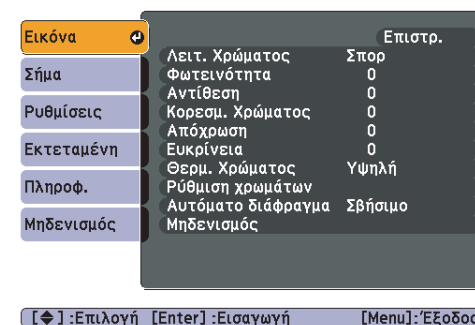 Εικόνα
Σήμα
Ρυθμίσεις
Εκτεταμένη
Πληροφ.
Μηδενισμός
Επιστρ.
Λειτ. Χρώματος Σπορ
Φωτεινότητα 0
Αντίθεση 0
Κορεσμ. Χρώματος 0
Απόχρωση 0
Ευκρίνεια 0
Θερμ. Χρώματος Υψηλή
Ρύθμιση χρωμάτων
Αυτόματο διάφραγμα Σβήσιμο
Μηδενισμός
[◆] :Επιλογή [Enter] :Εισαγωγή [Menu]:Έξοδος